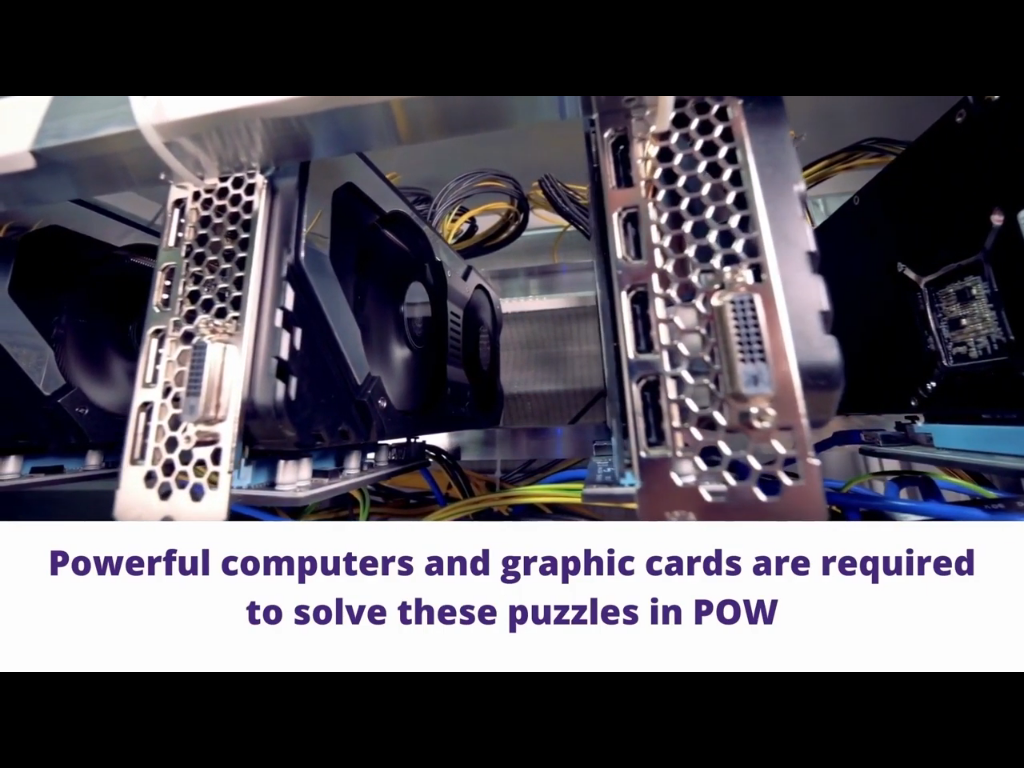 Powerful computers and graphic cards are required
to solve these puzzles in POW